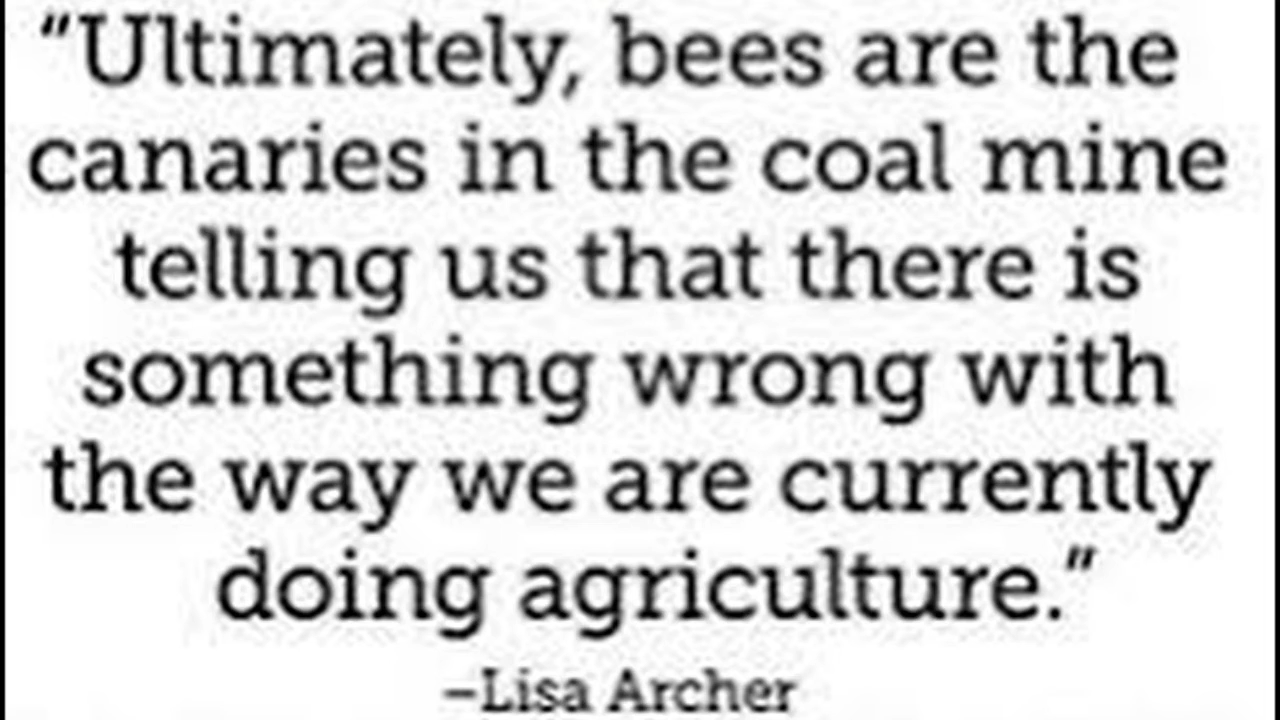 “Ultimately, bees are the
canaries in the coal mine
telling us that there is
something wrong with
the way we are currently
doing agriculture.”
–Lisa Archer